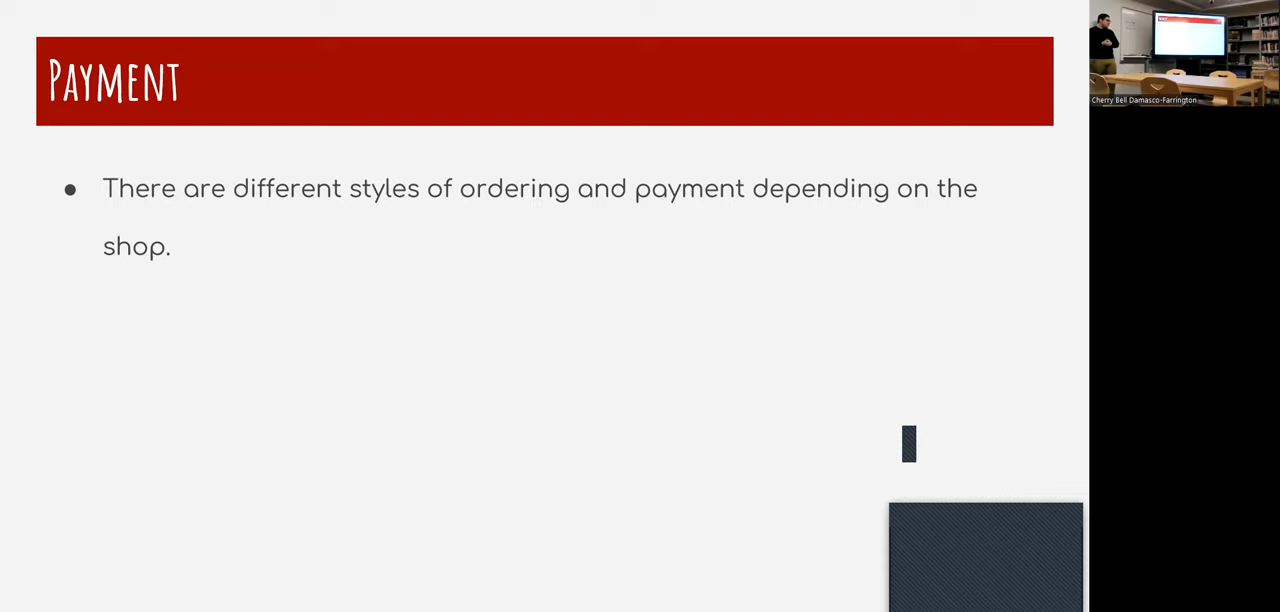 PAYMENT
● There are different styles of ordering and payment depending on the
shop.
Cherry Bell Damasco-Farrington